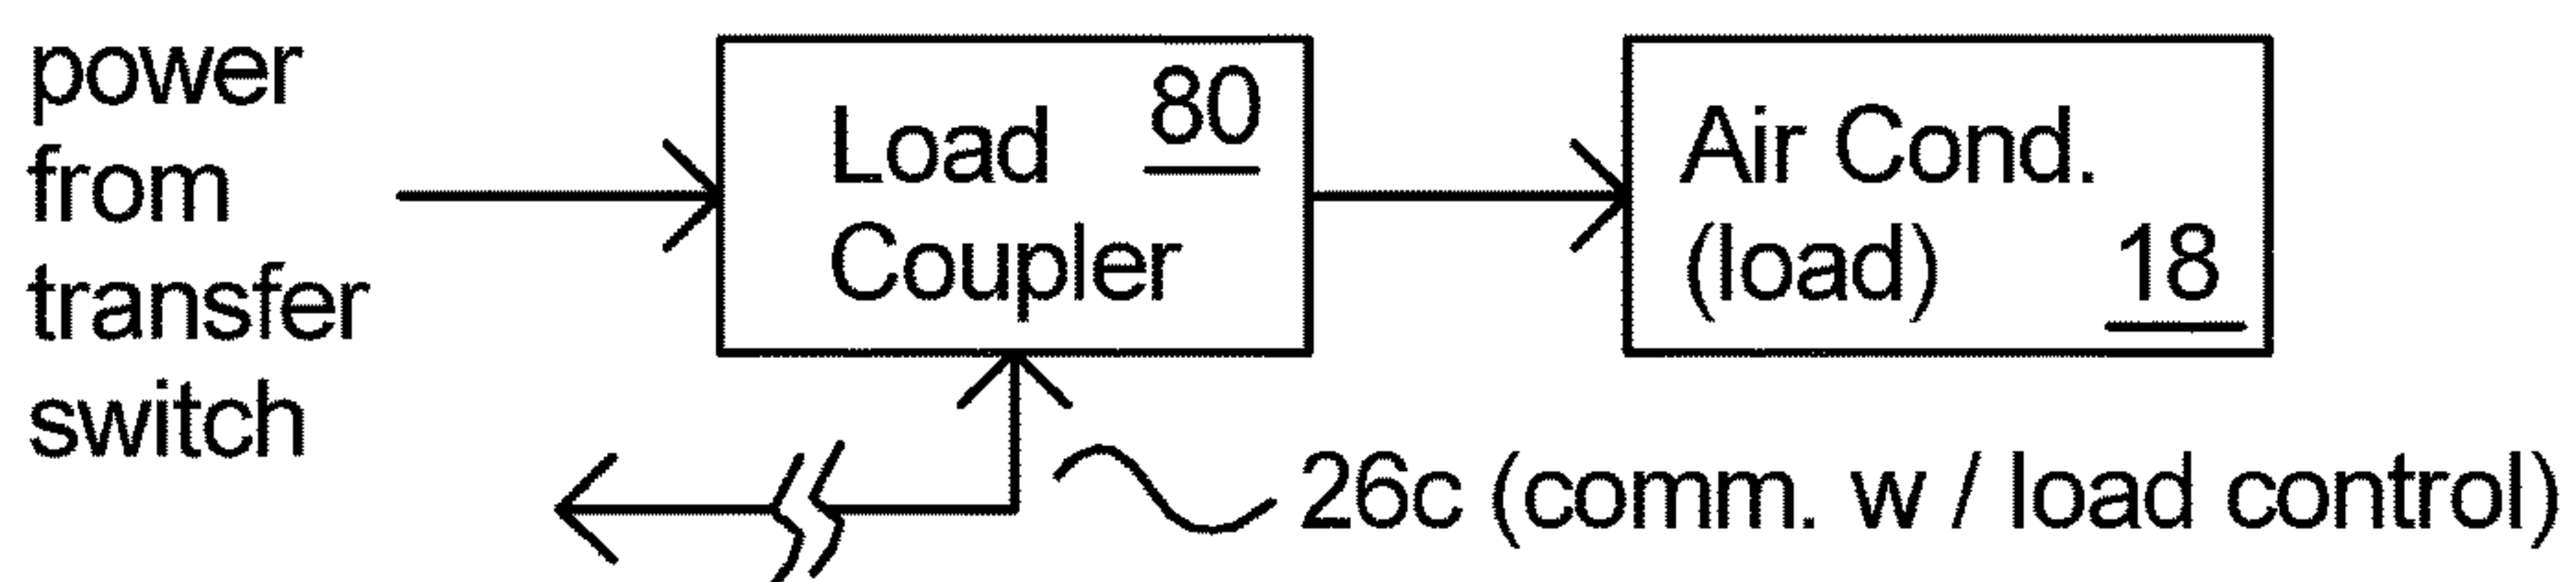 power
from
transfer
switch
Load 80
Coupler
Air Cond.
(load) 18
26c (comm. w / load control)